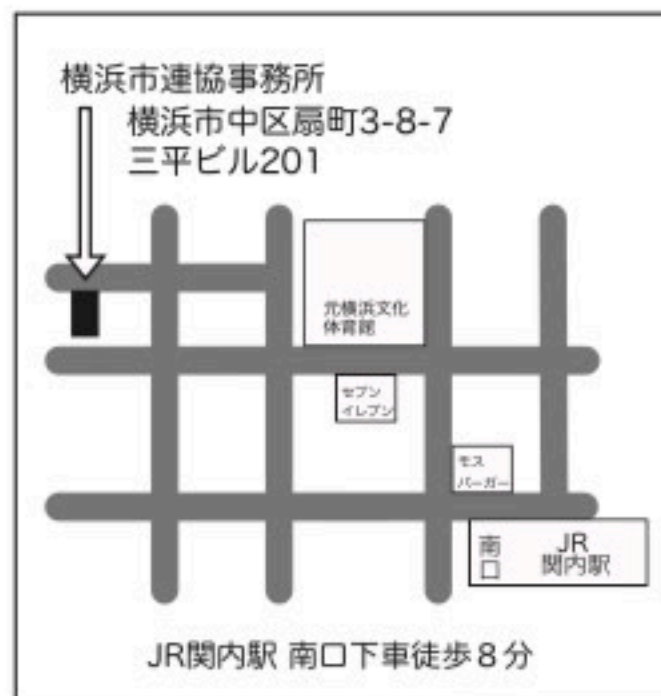 横浜市連協事務所
横浜市中区扇町3-8-7
三平ビル201
元横浜文化
体育館
セブン
イレブン
モス
バーガー
南
口
JR
関内駅
JR関内駅 南口下車徒歩8分